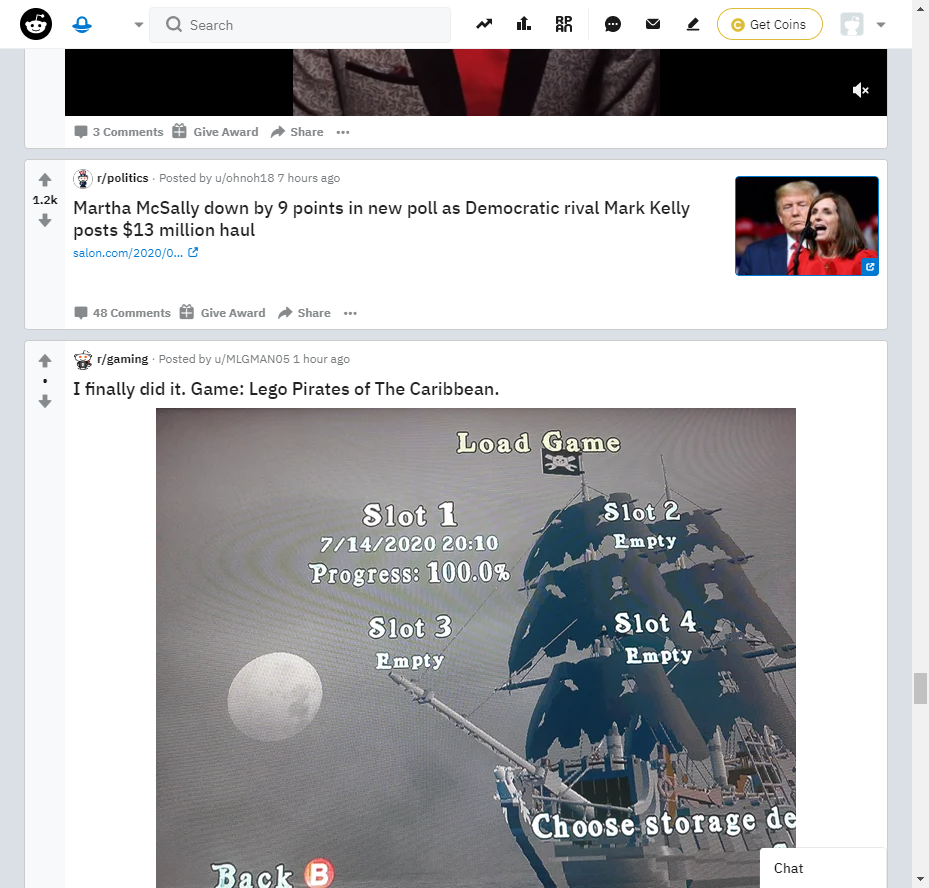 Search
Get Coins
3 Comments Give Award Share
r/politics · Posted by u/ohnoh18 7 hours ago
1.2k
Martha McSally down by 9 points in new poll as Democratic rival Mark Kelly
posts $13 million haul
salon.com/2020/0...
48 Comments Give Award Share
r/gaming · Posted by u/MLGMAN05 1 hour ago
I finally did it. Game: Lego Pirates of The Caribbean.
Load Game
Slot 1
7/14/2020 20:10
Progress: 100.0%
Slot 2
Empty
Slot 3
Empty
Slot 4
Empty
Choose storage de
Back B
Chat